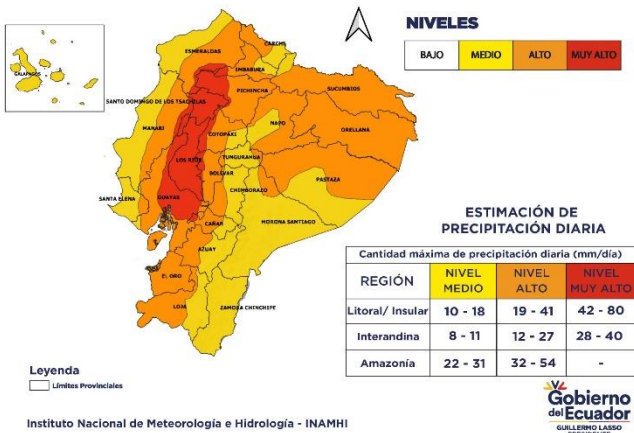 NIVELES
BAJO MEDIO ALTO MUY ALTO
GALÁPAGOS
ESMERALDAS
CARCHI
IMBABURA
SUCUMBIOS
PICHINCHA
SANTO DOMINGO DE LOS TSACHILAS
ORELLANA
NAPO
MANABI
COTOPAXI
LOS RIOS
TUNGURAHUA
PASTAZA
BOLIVAR
CHIMBORAZO
SANTA ELENA
GUAYAS
MORONA SANTIAGO
CAÑAR
AZUAY
EL ORO
LOJA
ZAMORA CHINCHIPE
ESTIMACIÓN DE
PRECIPITACIÓN DIARIA
Cantidad máxima de precipitación diaria (mm/día)
REGIÓN NIVEL MEDIO NIVEL ALTO NIVEL MUY ALTO
Litoral/ Insular 10 - 18 19 - 41 42 - 80
Interandina 8 - 11 12 - 27 28 - 40
Amazonía 22 - 31 32 - 54 -
Leyenda
Límites Provinciales
Instituto Nacional de Meteorología e Hidrología - INAMHI
Gobierno
del Ecuador
GUILLERMO LASSO
PRESIDENTE